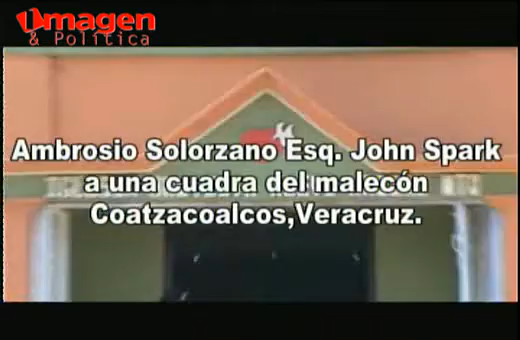 Imagen
& Política
Ambrosio Solorzano Esq. John Spark
a una cuadra del malecón
Coatzacoalcos,Veracruz.